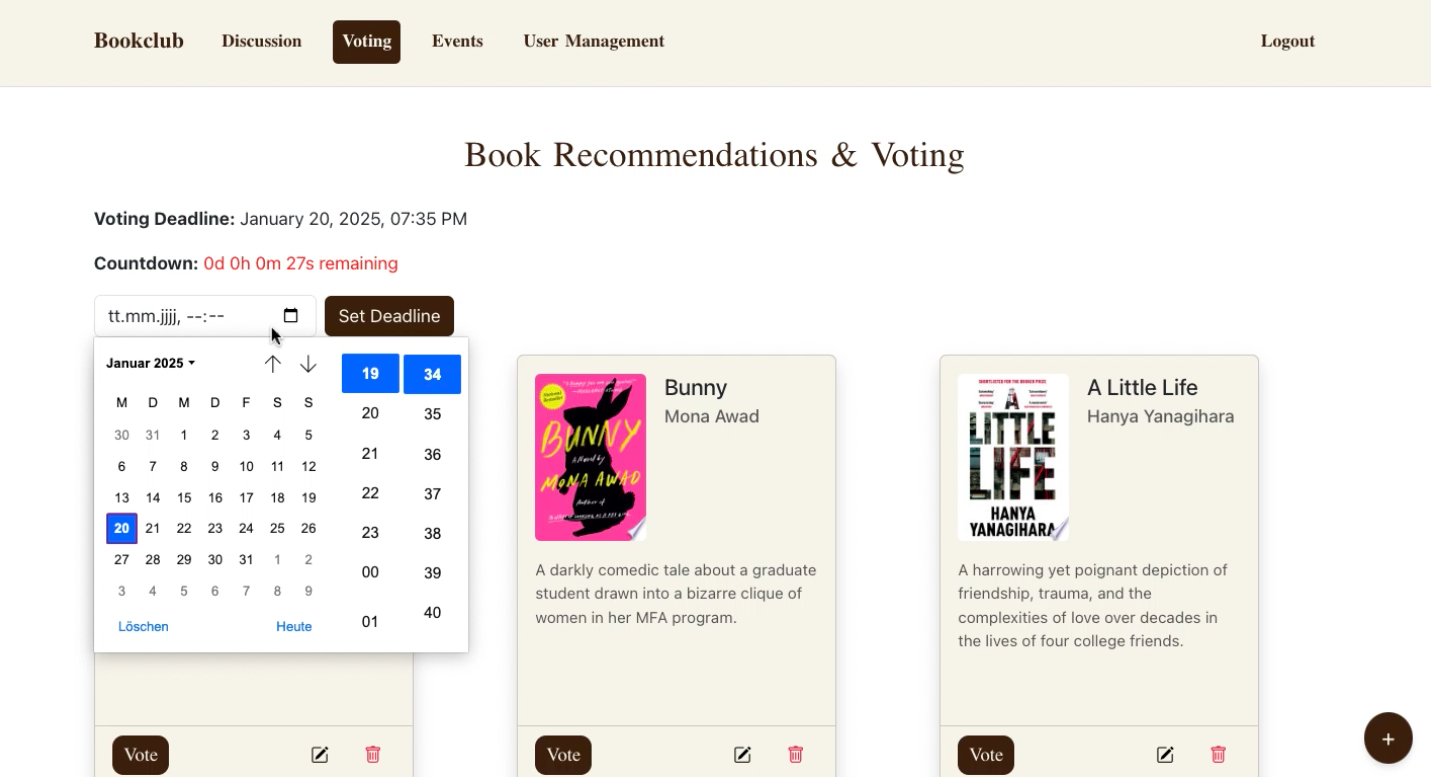 Bookclub Discussion Voting Events User Management Logout
Book Recommendations & Voting
Voting Deadline: January 20, 2025, 07:35 PM
Countdown: 0d 0h 0m 27s remaining
tt.mm.jjjj, --:-- Set Deadline
Januar 2025
M D M D F S S
30 31 1 2 3 4 5
6 7 8 9 10 11 12
13 14 15 16 17 18 19
20 21 22 23 24 25 26
27 28 29 30 31 1 2
3 4 5 6 7 8 9
Löschen Heute
19 34
20 35
21 36
22 37
23 38
00 39
01 40
BUNNY
A Novel by
MONA AWAD
Author of
Bunny
Mona Awad
A darkly comedic tale about a graduate
student drawn into a bizarre clique of
women in her MFA program.
SHORTLISTED FOR THE BOOKER PRIZE
A
LITTLE
LIFE
HANYA
YANAGIHARA
A Little Life
Hanya Yanagihara
A harrowing yet poignant depiction of
friendship, trauma, and the
complexities of love over decades in
the lives of four college friends.
Vote Vote Vote
+